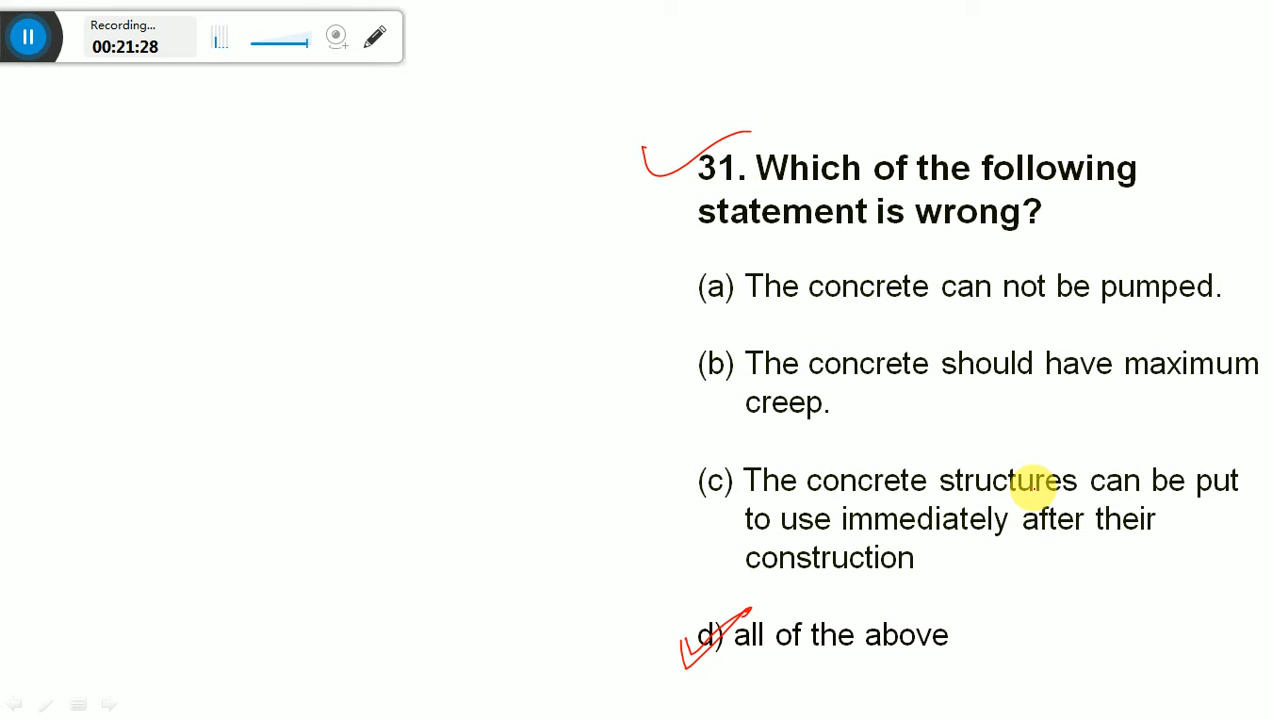 Recording...
00:21:28
31. Which of the following
statement is wrong?
(a) The concrete can not be pumped.
(b) The concrete should have maximum
creep.
(c) The concrete structures can be put
to use immediately after their
construction
d) all of the above